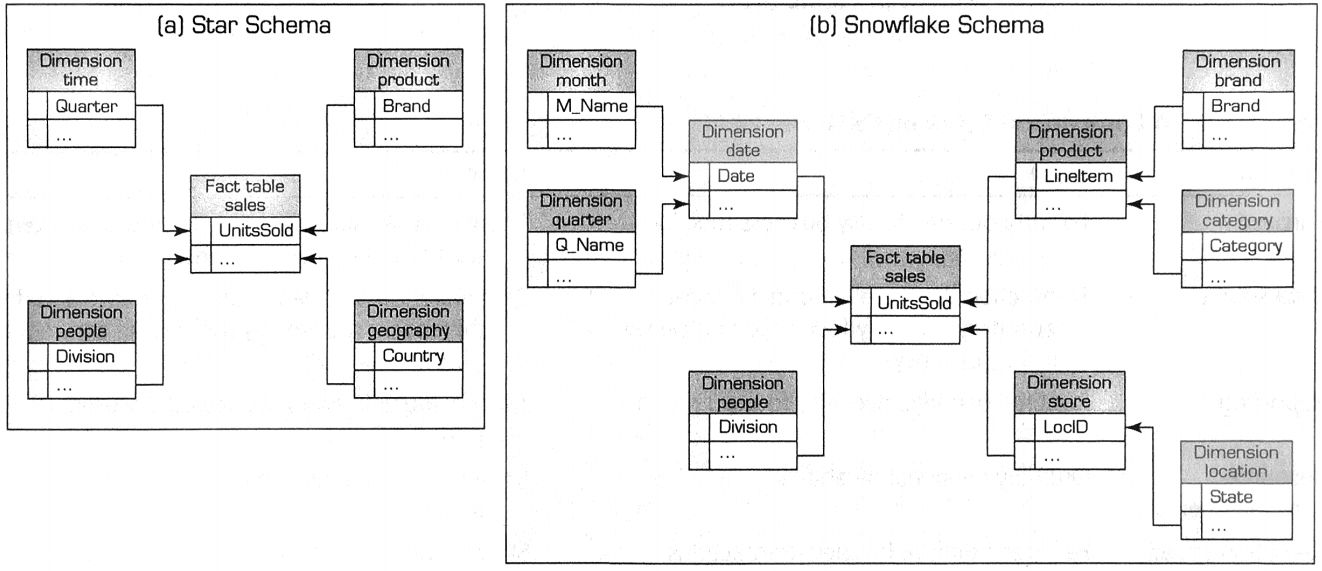 (a) Star Schema
Dimension
time
Quarter
...
Dimension
product
Brand
...
Fact table
sales
UnitsSold
...
Dimension
people
Division
...
Dimension
geography
Country
...
(b) Snowflake Schema
Dimension
month
M_Name
...
Dimension
quarter
Q_Name
...
Dimension
date
Date
...
Dimension
product
LineItem
...
Dimension
brand
Brand
...
Dimension
category
Category
...
Fact table
sales
UnitsSold
...
Dimension
people
Division
...
Dimension
store
LocID
...
Dimension
location
State
...